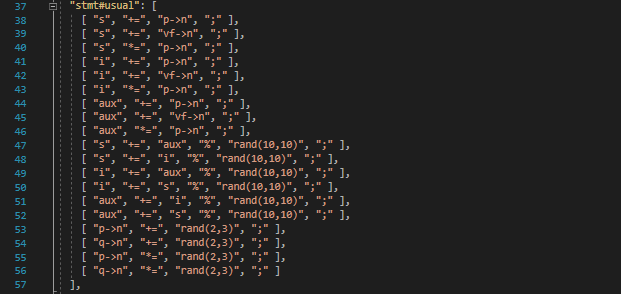 37 "stmt#usual": [
38 [ "s", "+=", "p->n", ";" ],
39 [ "s", "+=", "vf->n", ";" ],
40 [ "s", "*=", "p->n", ";" ],
41 [ "i", "+=", "p->n", ";" ],
42 [ "i", "+=", "vf->n", ";" ],
43 [ "i", "*=", "p->n", ";" ],
44 [ "aux", "+=", "p->n", ";" ],
45 [ "aux", "+=", "vf->n", ";" ],
46 [ "aux", "*=", "p->n", ";" ],
47 [ "s", "+=", "aux", "%", "rand(10,10)", ";" ],
48 [ "s", "+=", "i", "%", "rand(10,10)", ";" ],
49 [ "i", "+=", "aux", "%", "rand(10,10)", ";" ],
50 [ "i", "+=", "s", "%", "rand(10,10)", ";" ],
51 [ "aux", "+=", "i", "%", "rand(10,10)", ";" ],
52 [ "aux", "+=", "s", "%", "rand(10,10)", ";" ],
53 [ "p->n", "+=", "rand(2,3)", ";" ],
54 [ "q->n", "+=", "rand(2,3)", ";" ],
55 [ "p->n", "*=", "rand(2,3)", ";" ],
56 [ "q->n", "*=", "rand(2,3)", ";" ]
57 ],